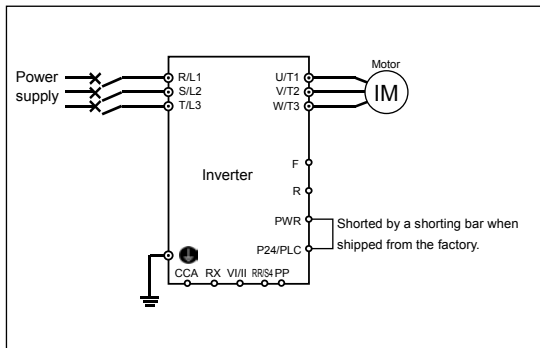 Power
supply
R/L1
S/L2
T/L3
U/T1
V/T2
W/T3
Motor
IM
Inverter
F
R
PWR
P24/PLC
Shorted by a shorting bar when
shipped from the factory.
CCA RX VI/II RR/S4 PP